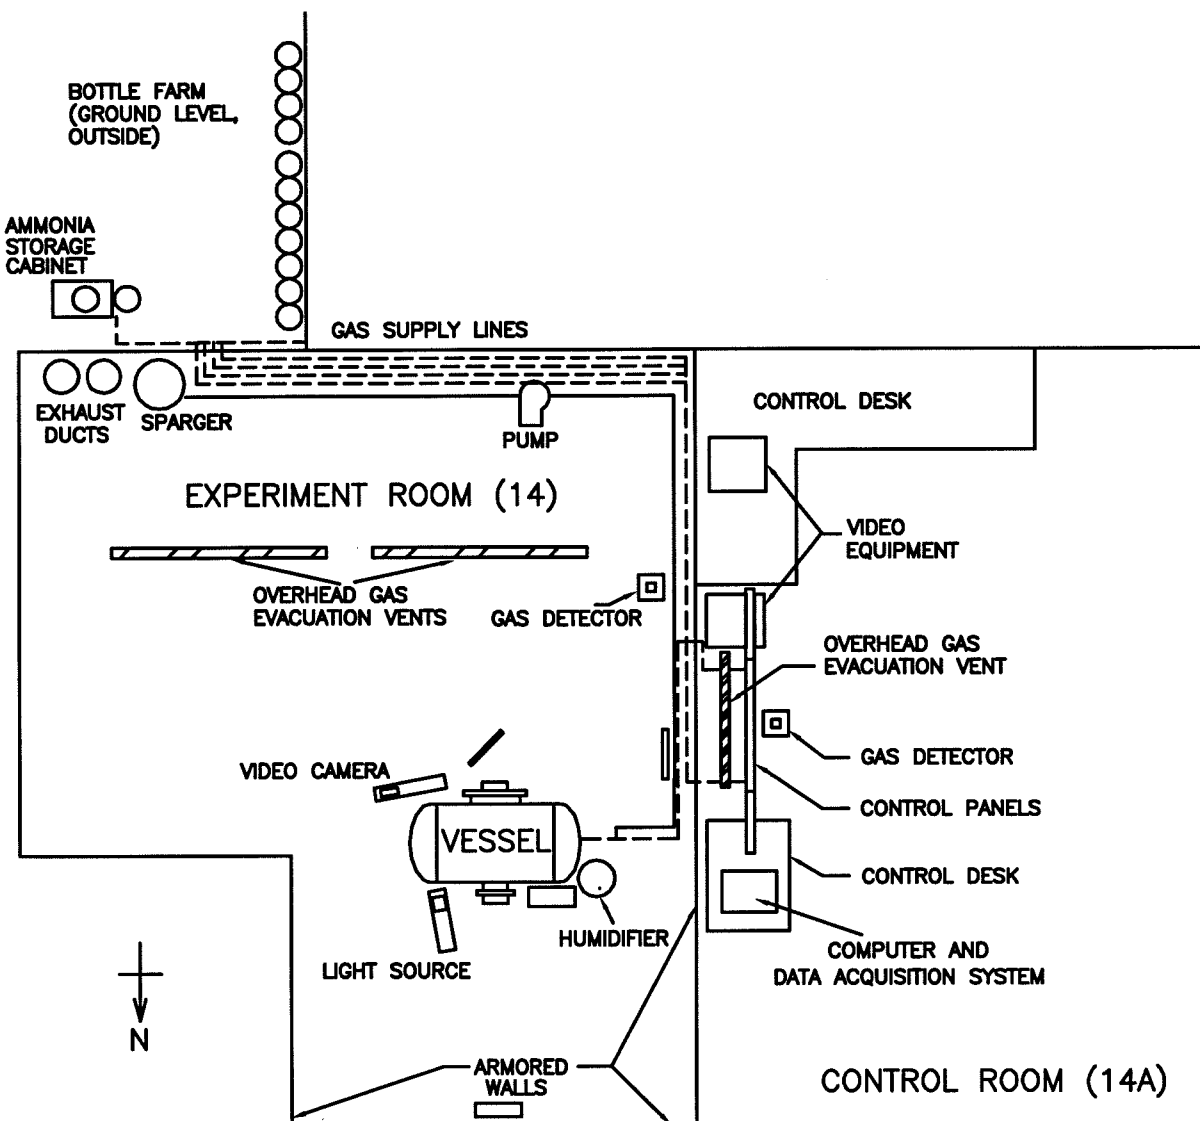 BOTTLE FARM
(GROUND LEVEL,
OUTSIDE)
AMMONIA
STORAGE
CABINET
GAS SUPPLY LINES
EXHAUST
DUCTS
SPARGER
PUMP
CONTROL DESK
EXPERIMENT ROOM (14)
VIDEO
EQUIPMENT
OVERHEAD GAS
EVACUATION VENTS
GAS DETECTOR
OVERHEAD GAS
EVACUATION VENT
VIDEO CAMERA
GAS DETECTOR
CONTROL PANELS
VESSEL
CONTROL DESK
HUMIDIFIER
LIGHT SOURCE
COMPUTER AND
DATA ACQUISITION SYSTEM
N
ARMORED
WALLS
CONTROL ROOM (14A)